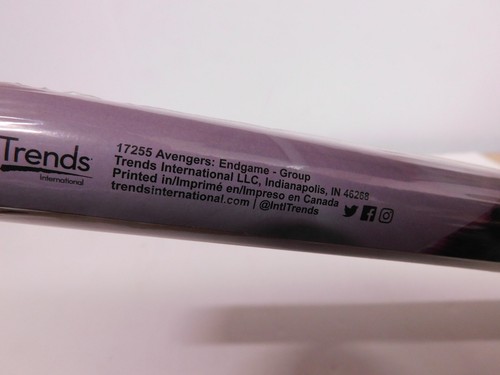 Trends
International
17255 Avengers: Endgame - Group
Trends International LLC, Indianapolis, IN 46268
Printed in/Imprimé en/Impreso en Canada
trendsinternational.com | @IntlTrends